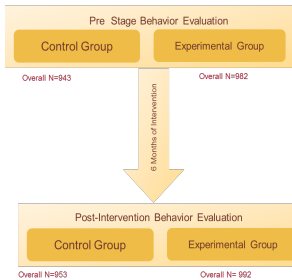 Pre Stage Behavior Evaluation
Control Group
Experimental Group
Overall N=943
Overall N=982
6 Months of Intervention
Post-Intervention Behavior Evaluation
Control Group
Experimental Group
Overall N=953
Overall N= 992